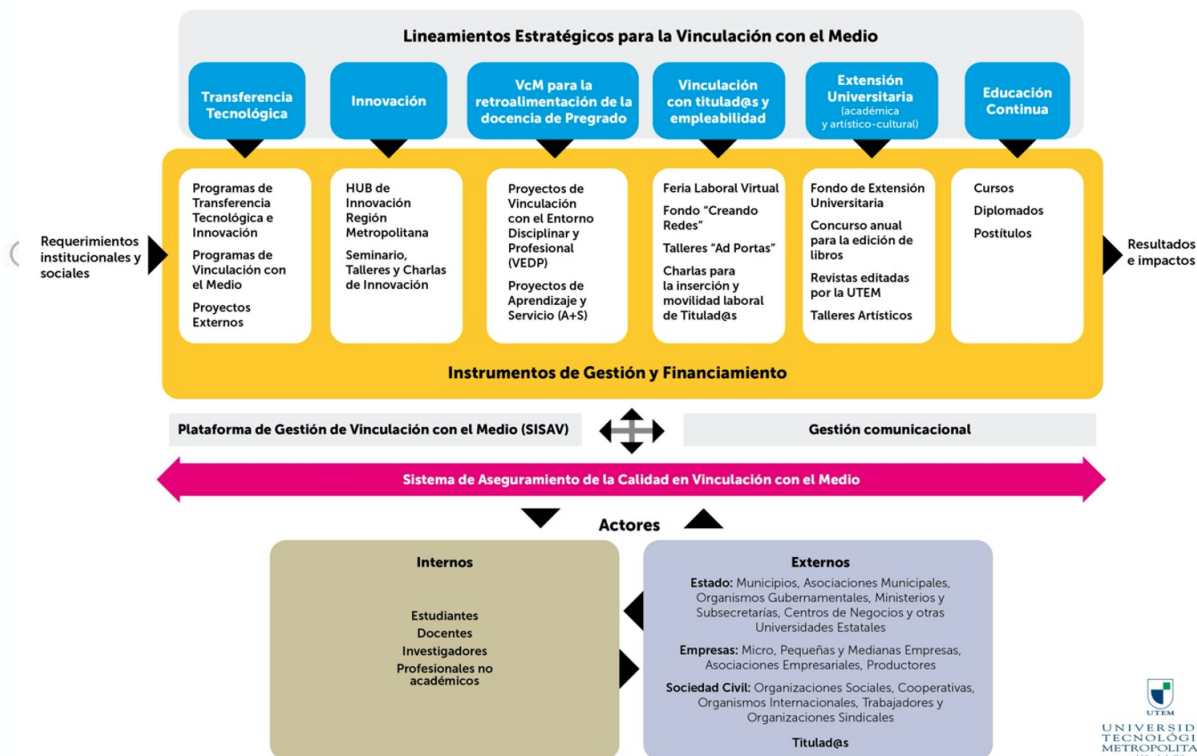 Lineamientos Estratégicos para la Vinculación con el Medio
Transferencia
Tecnológica
Innovación
VcM para la
retroalimentación de la
docencia de Pregrado
Vinculación
con titulad@s y
empleabilidad
Extensión
Universitaria
(académica
y artístico-cultural)
Educación
Continua
Requerimientos
institucionales y
sociales
Programas de
Transferencia
Tecnológica e
Innovación
Programas de
Vinculación con
el Medio
Proyectos
Externos
HUB de
Innovación
Región
Metropolitana
Seminario,
Talleres y Charlas
de Innovación
Proyectos de
Vinculación
con el Entorno
Disciplinar y
Profesional
(VEDP)
Proyectos de
Aprendizaje y
Servicio (A+S)
Feria Laboral Virtual
Fondo "Creando
Redes"
Talleres "Ad Portas"
Charlas para
la inserción y
movilidad laboral
de Titulad@s
Fondo de Extensión
Universitaria
Concurso anual
para la edición de
libros
Revistas editadas
por la UTEM
Talleres Artísticos
Cursos
Diplomados
Postítulos
Resultados
e impactos
Instrumentos de Gestión y Financiamiento
Plataforma de Gestión de Vinculación con el Medio (SISAV)
Gestión comunicacional
Sistema de Aseguramiento de la Calidad en Vinculación con el Medio
Actores
Internos
Estudiantes
Docentes
Investigadores
Profesionales no
académicos
Externos
Estado: Municipios, Asociaciones Municipales,
Organismos Gubernamentales, Ministerios y
Subsecretarías, Centros de Negocios y otras
Universidades Estatales
Empresas: Micro, Pequeñas y Medianas Empresas,
Asociaciones Empresariales, Productores
Sociedad Civil: Organizaciones Sociales, Cooperativas,
Organismos Internacionales, Trabajadores y
Organizaciones Sindicales
Titulad@s
UTEM
UNIVERSID
TECNOLÓGI
METROPOLITA